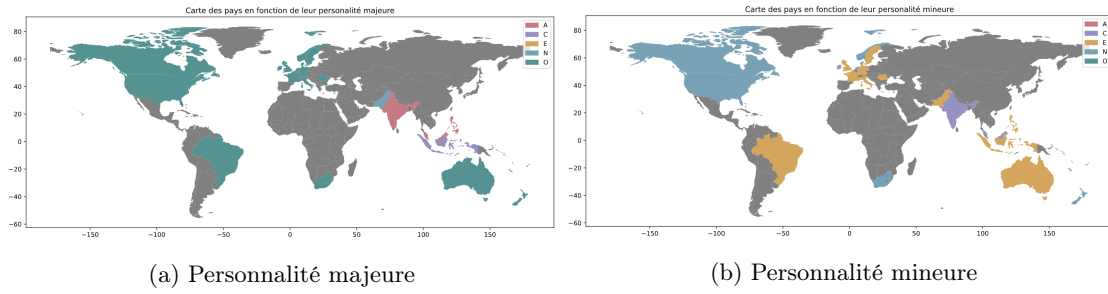 Carte des pays en fonction de leur personalité majeure
80
60
40
20
0
−20
−40
−60
−150
−100
−50
0
50
100
150
A
C
E
N
O
(a) Personnalité majeure
Carte des pays en fonction de leur personalité mineure
80
60
40
20
0
−20
−40
−60
−150
−100
−50
0
50
100
150
A
C
E
N
O
(b) Personnalité mineure